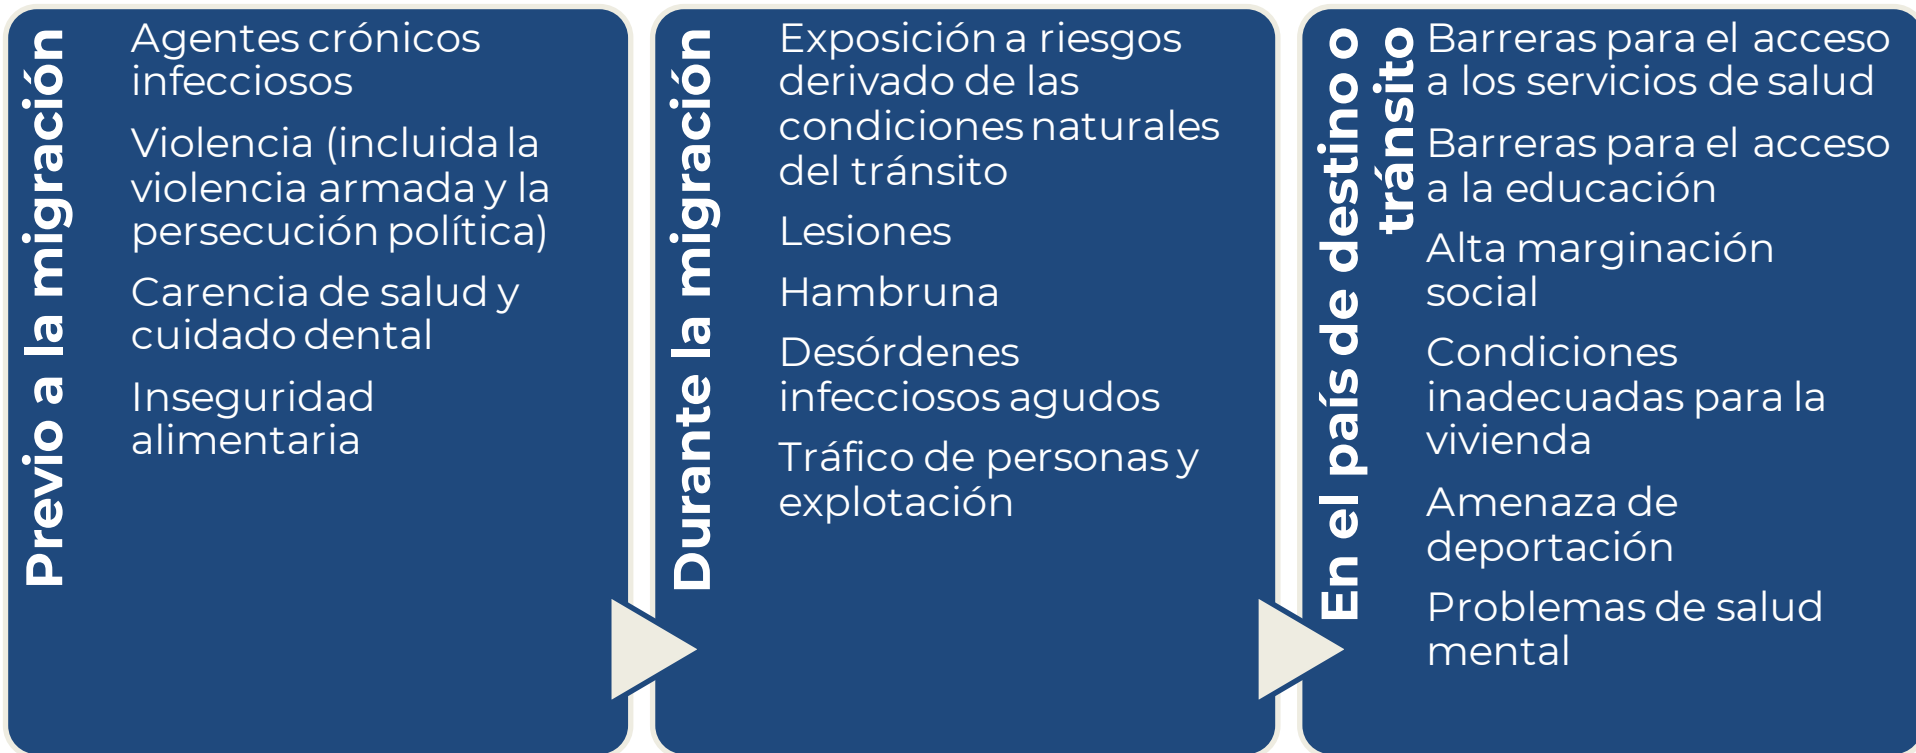 Previo a la migración
Agentes crónicos
infecciosos
Violencia (incluida la
violencia armada y la
persecución política)
Carencia de salud y
cuidado dental
Inseguridad
alimentaria
Durante la migración
Exposición a riesgos
derivado de las
condiciones naturales
del tránsito
Lesiones
Hambruna
Desórdenes
infecciosos agudos
Tráfico de personas y
explotación
En el país de destino o
tránsito
Barreras para el acceso
a los servicios de salud
Barreras para el acceso
a la educación
Alta marginación
social
Condiciones
inadecuadas para la
vivienda
Amenaza de
deportación
Problemas de salud
mental